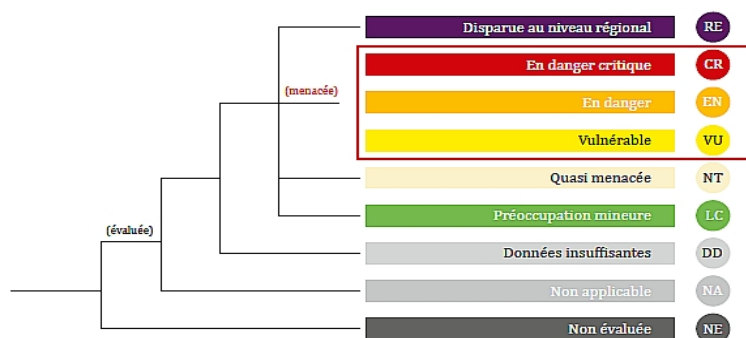 Disparue au niveau régional RE
En danger critique CR
(menacée)
En danger EN
Vulnérable VU
Quasi menacée NT
Préoccupation mineure LC
(évaluée)
Données insuffisantes DD
Non applicable NA
Non évaluée NE